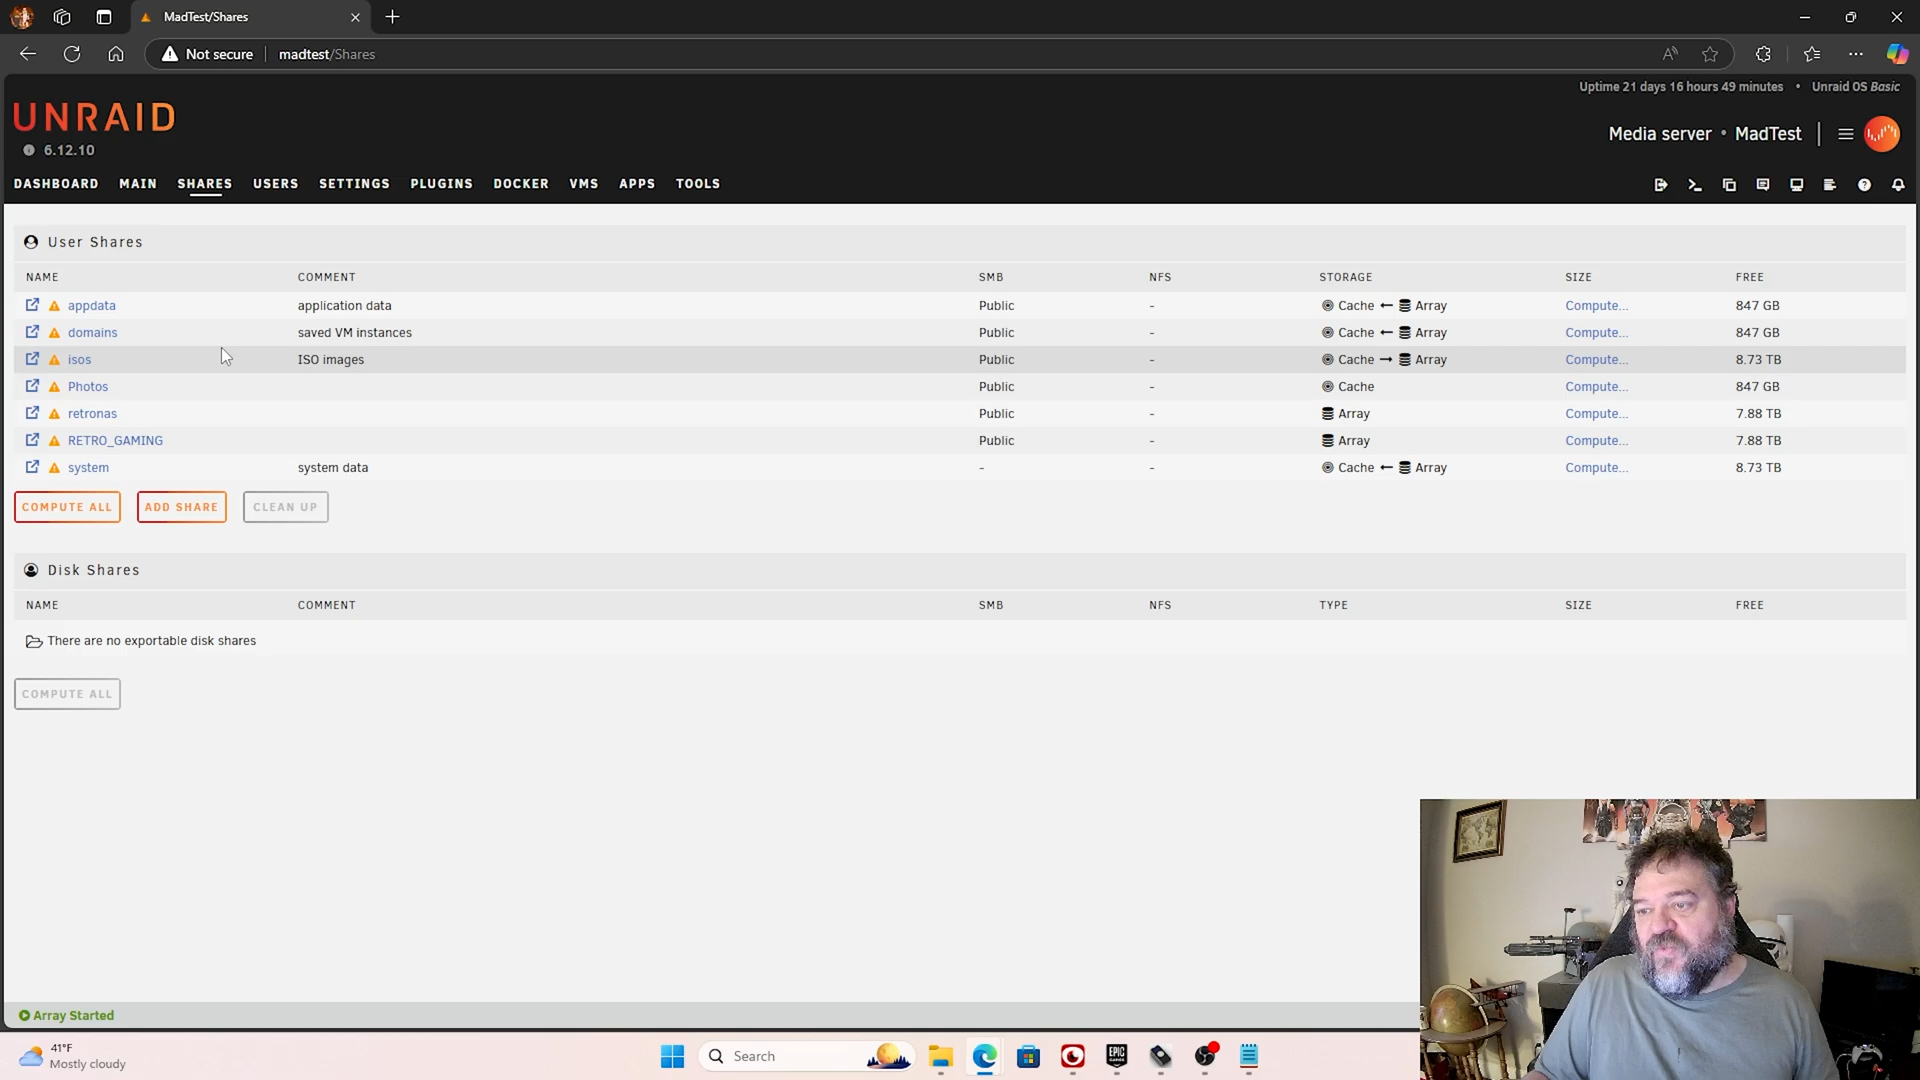 MadTest/Shares
Not secure madtest/Shares
Uptime 21 days 16 hours 49 minutes • Unraid OS Basic
UNRAID
6.12.10
Media server • MadTest
DASHBOARD MAIN SHARES USERS SETTINGS PLUGINS DOCKER VMS APPS TOOLS
User Shares
NAME COMMENT SMB NFS STORAGE SIZE FREE
appdata application data Public - Cache ← Array Compute... 847 GB
domains saved VM instances Public - Cache ← Array Compute... 847 GB
isos ISO images Public - Cache → Array Compute... 8.73 TB
Photos Public - Cache Compute... 847 GB
retronas Public - Array Compute... 7.88 TB
RETRO_GAMING Public - Array Compute... 7.88 TB
system system data - - Cache ← Array Compute... 8.73 TB
COMPUTE ALL ADD SHARE CLEAN UP
Disk Shares
NAME COMMENT SMB NFS TYPE SIZE FREE
There are no exportable disk shares
COMPUTE ALL
Array Started
41°F
Mostly cloudy
Search
EPIC
GAMES